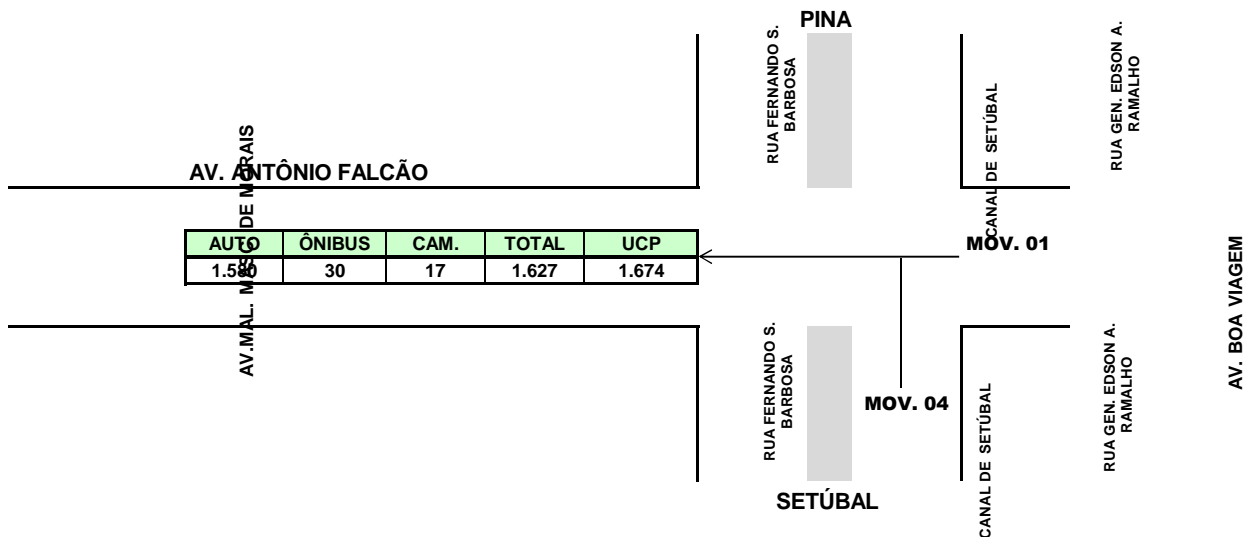 PINA
RUA FERNANDO S.
BARBOSA
CANAL DE SETÚBAL
RUA GEN. EDSON A.
RAMALHO
AV. ANTÔNIO FALCÃO
AV.MAL. MASC. DE MORAIS
AUTO ÔNIBUS CAM. TOTAL UCP
1.580 30 17 1.627 1.674
MOV. 01
AV. BOA VIAGEM
RUA FERNANDO S.
BARBOSA
MOV. 04
CANAL DE SETÚBAL
RUA GEN. EDSON A.
RAMALHO
SETÚBAL